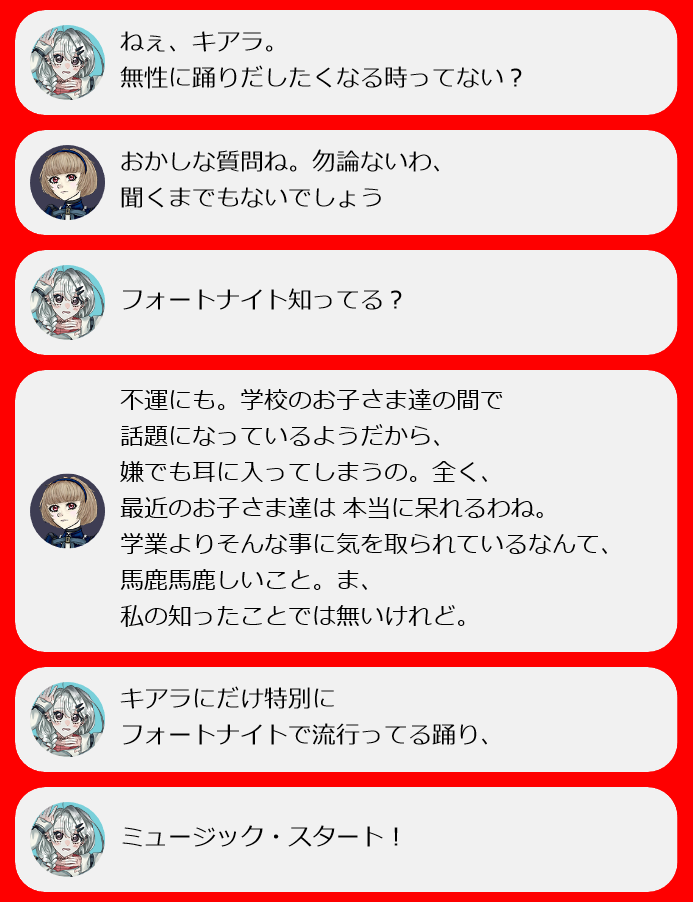 ねぇ、キアラ。
無性に踊りだしたくなる時ってない？
おかしな質問ね。勿論ないわ、
聞くまでもないでしょう
フォートナイト知ってる？
不運にも。学校のお子さま達の間で
話題になっているようだから、
嫌でも耳に入ってしまうの。全く、
最近のお子さま達は 本当に呆れるわね。
学業よりそんな事に気を取られているなんて、
馬鹿馬鹿しいこと。ま、
私の知ったことでは無いけれど。
キアラにだけ特別に
フォートナイトで流行ってる踊り、
ミュージック・スタート！